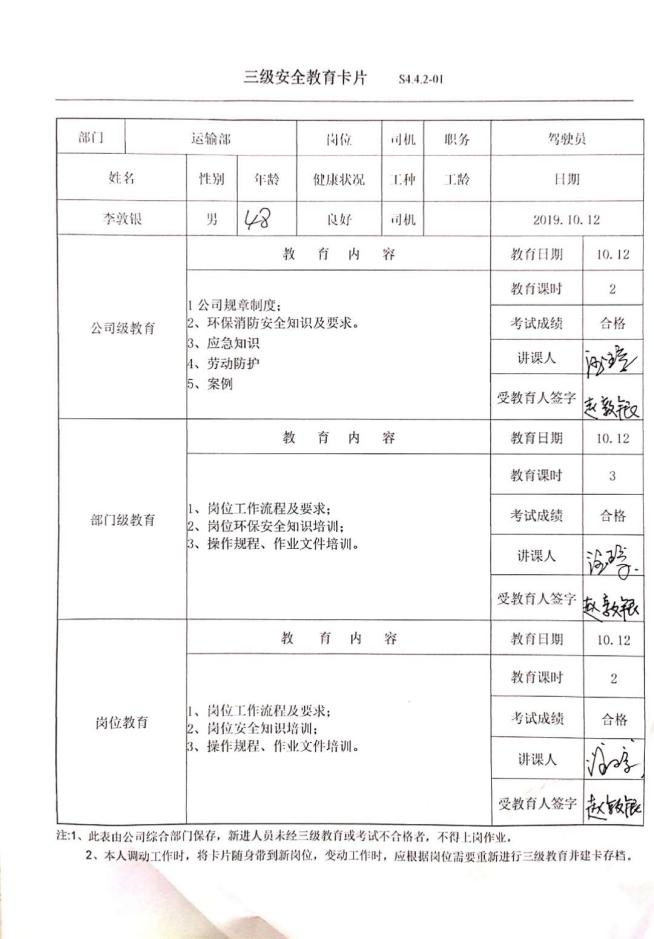 三级安全教育卡片 S4.4.2-01
部门 运输部 岗位 司机 职务 驾驶员
姓名 性别 年龄 健康状况 工种 工龄 日期
李敦银 男 48 良好 司机 2019.10.12
公司级教育
教 育 内 容
1 公司规章制度;
2、环保消防安全知识及要求。
3、应急知识
4、劳动防护
5、案例
教育日期 10.12
教育课时 2
考试成绩 合格
讲课人
受教育人签字 赵敦银
部门级教育
教 育 内 容
1、岗位工作流程及要求;
2、岗位环保安全知识培训;
3、操作规程、作业文件培训。
教育日期 10.12
教育课时 3
考试成绩 合格
讲课人
受教育人签字 赵敦银
岗位教育
教 育 内 容
1、岗位工作流程及要求;
2、岗位安全知识培训;
3、操作规程、作业文件培训。
教育日期 10.12
教育课时 2
考试成绩 合格
讲课人
受教育人签字 赵敦银
注:1、此表由公司综合部门保存，新进人员未经三级教育或考试不合格者，不得上岗作业，
2、本人调动工作时，将卡片随身带到新岗位，变动工作时，应根据岗位需要重新进行三级教育并建卡存档。